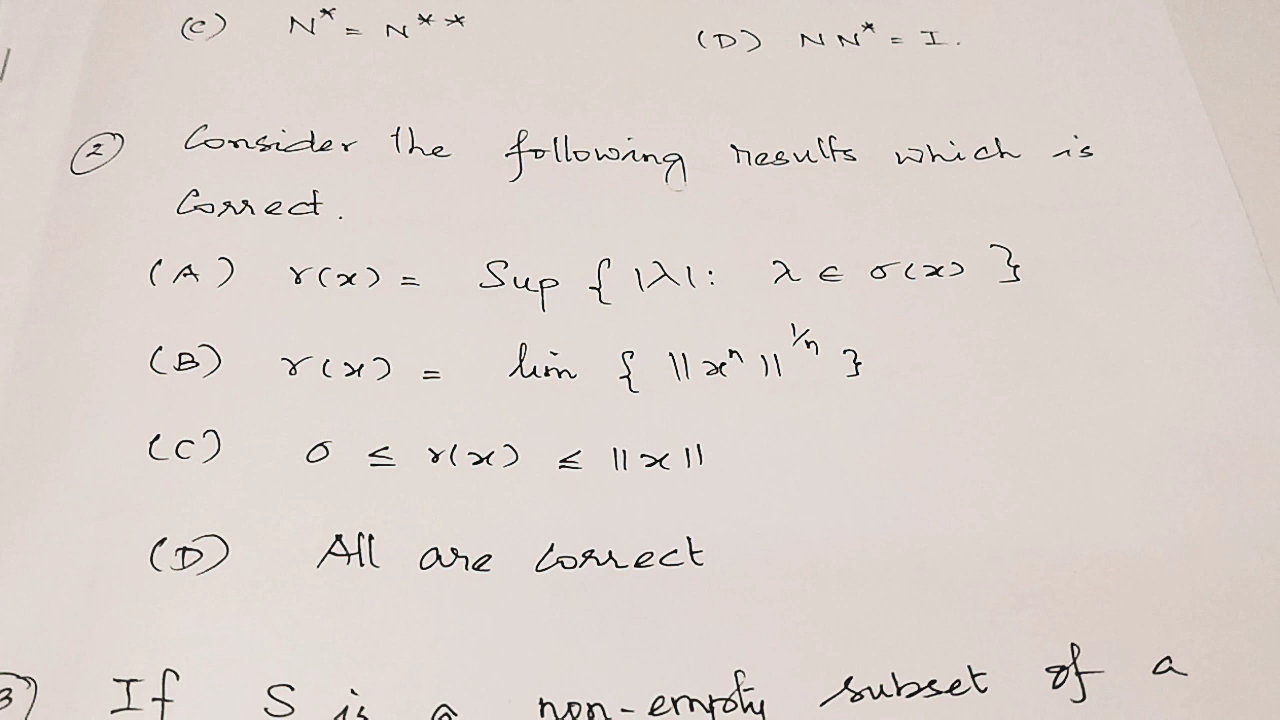 (C) N* = N** (D) NN* = I.
② Consider the following results which is
Correct.
(A) r(x) = Sup { |λ| : λ ∈ σ(x) }
(B) r(x) = lim { ||xⁿ||^{1/n} }
(C) 0 ≤ r(x) ≤ ||x||
(D) All are correct
3) If S is a non-empty subset of a